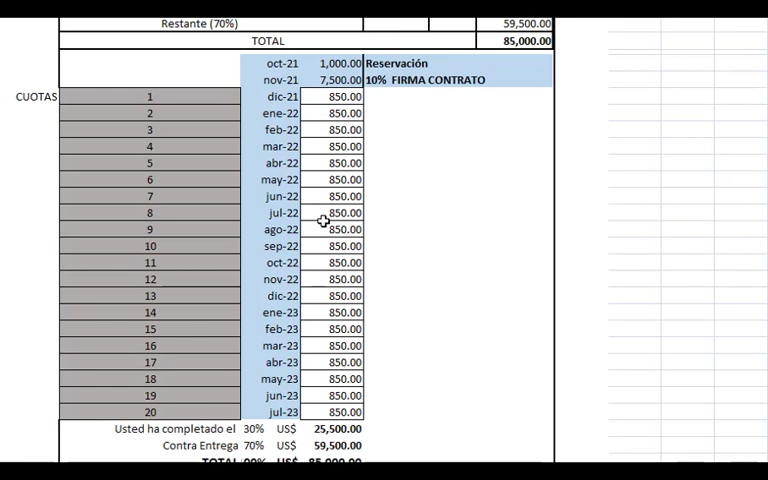 Restante (70%) 59,500.00
TOTAL 85,000.00
oct-21 1,000.00 Reservación
nov-21 7,500.00 10% FIRMA CONTRATO
CUOTAS 1 dic-21 850.00
2 ene-22 850.00
3 feb-22 850.00
4 mar-22 850.00
5 abr-22 850.00
6 may-22 850.00
7 jun-22 850.00
8 jul-22 850.00
9 ago-22 850.00
10 sep-22 850.00
11 oct-22 850.00
12 nov-22 850.00
13 dic-22 850.00
14 ene-23 850.00
15 feb-23 850.00
16 mar-23 850.00
17 abr-23 850.00
18 may-23 850.00
19 jun-23 850.00
20 jul-23 850.00
Usted ha completado el 30% US$ 25,500.00
Contra Entrega 70% US$ 59,500.00
TOTAL 00% US$ 85,000.00